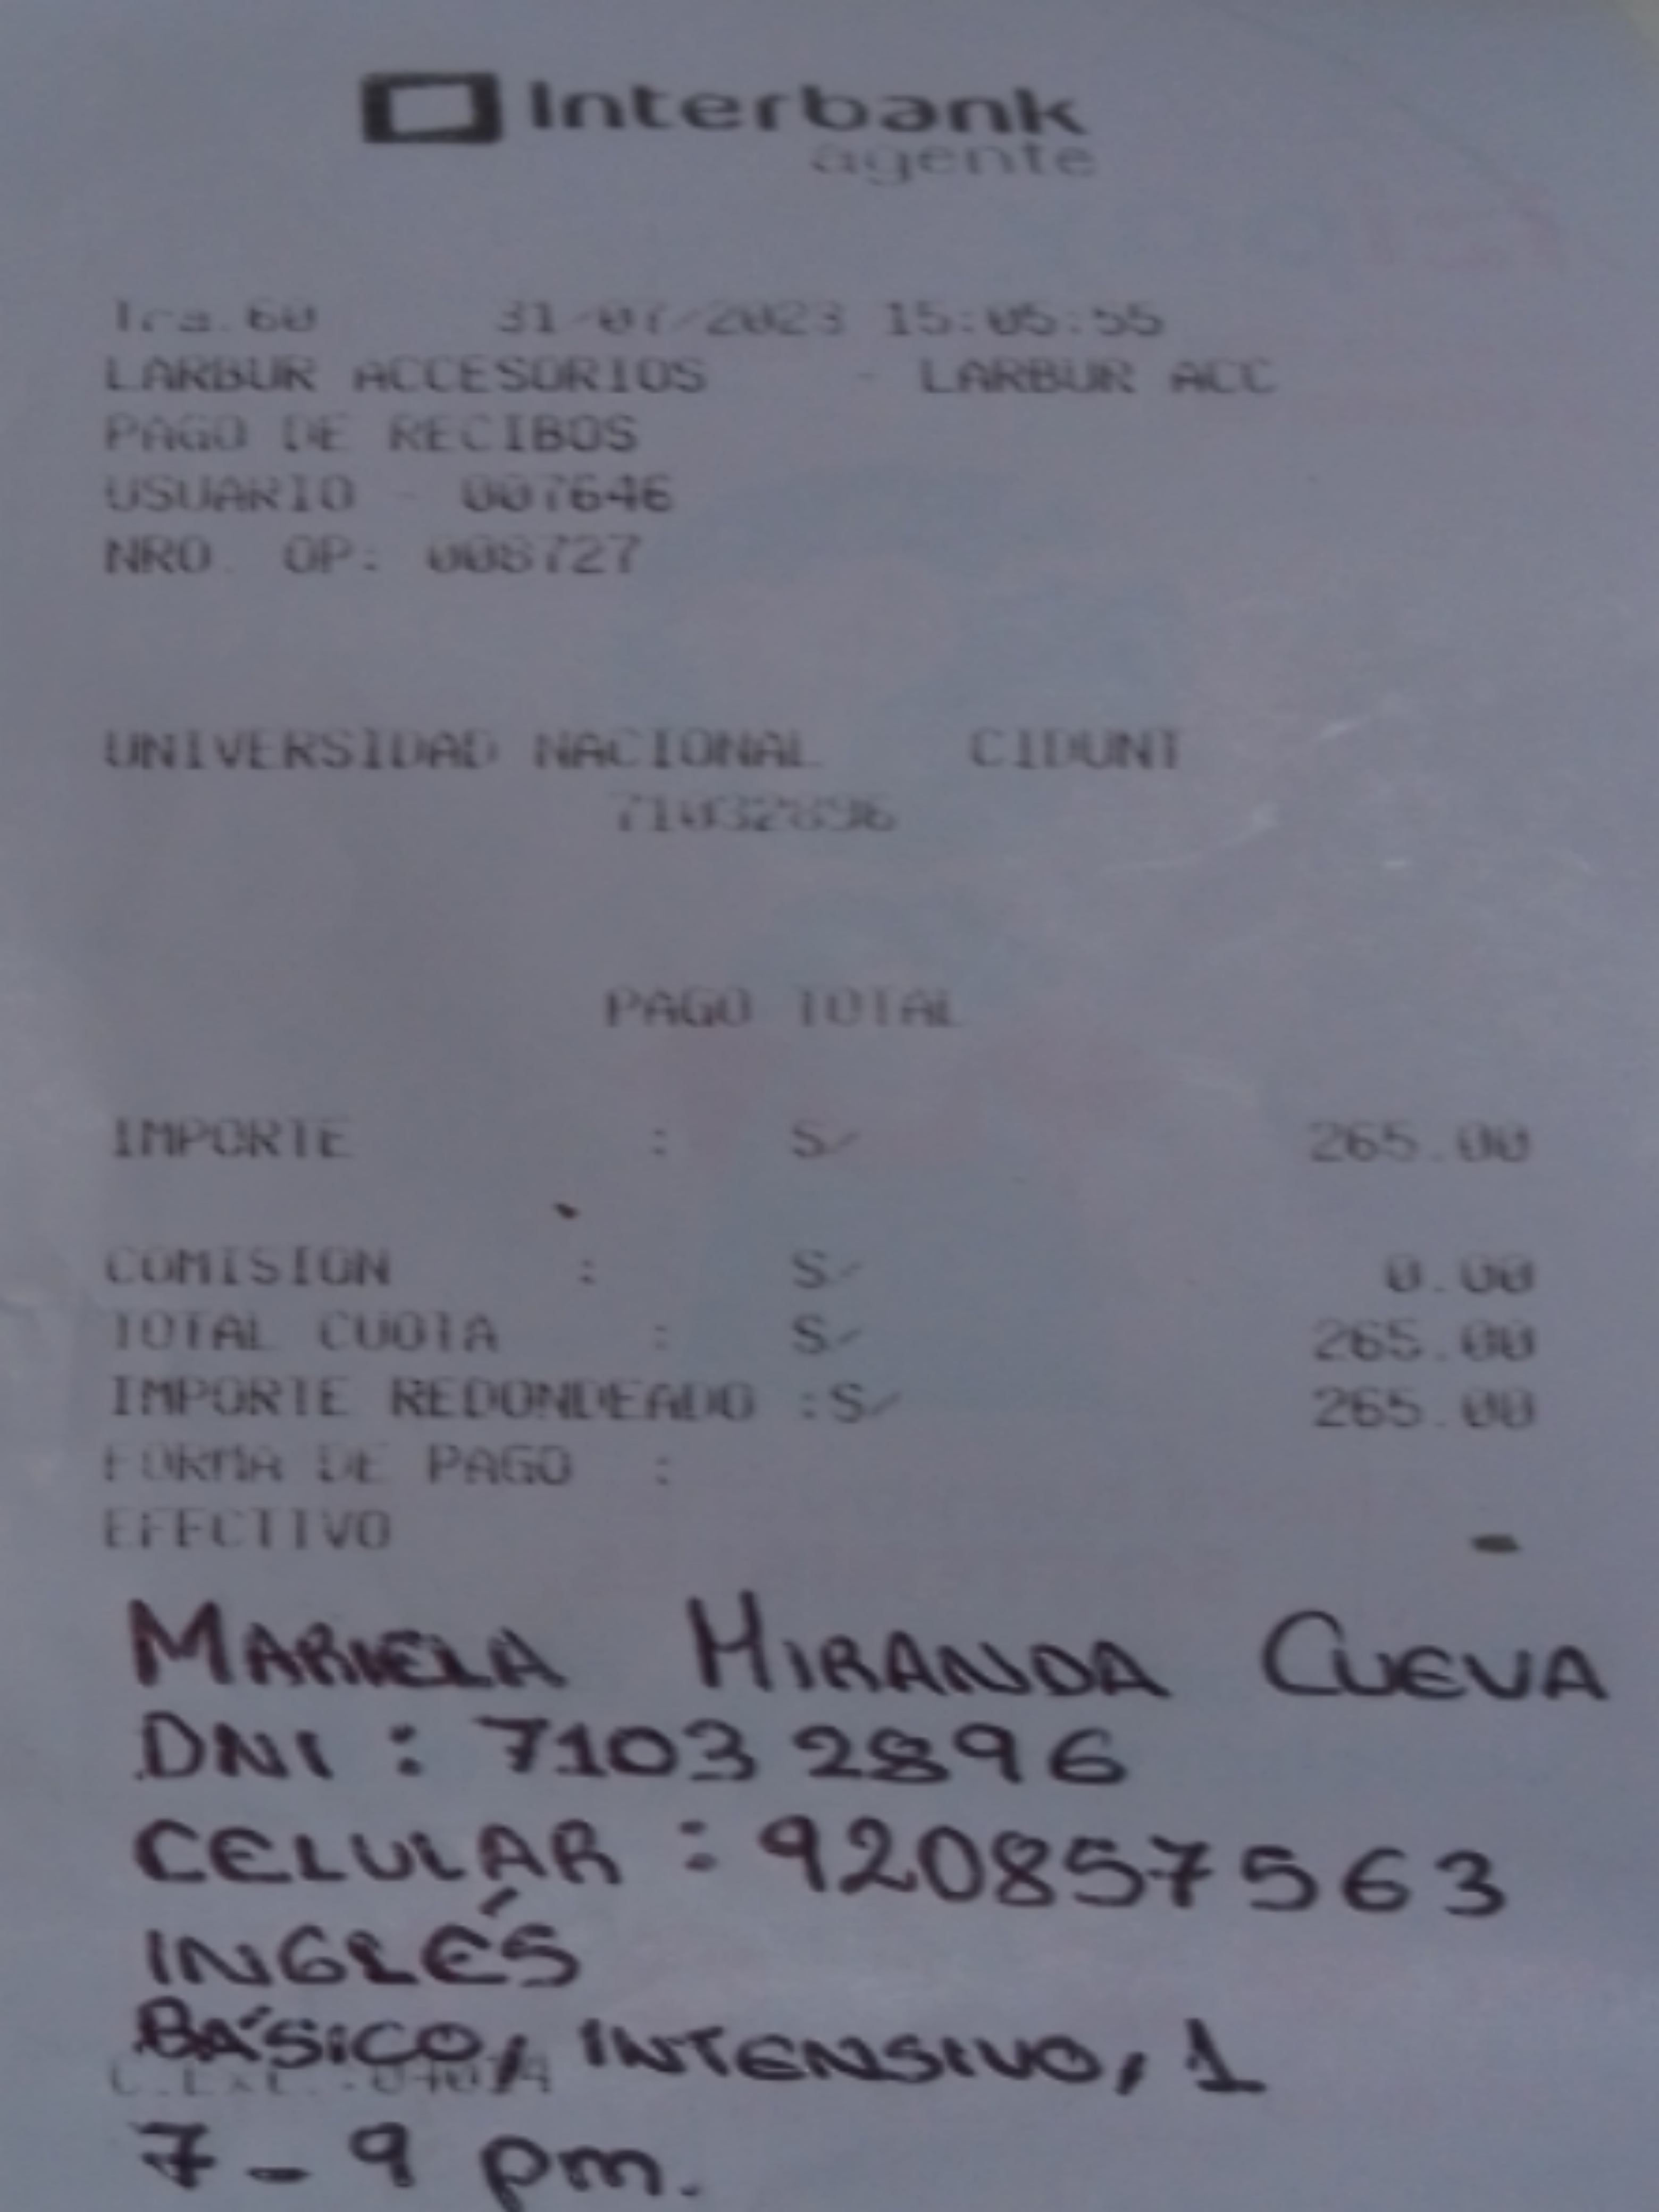 Interbank
agente
Tra.60 31/07/2023 15:05:55
LARBUR ACCESORIOS - LARBUR ACC
PAGO DE RECIBOS
USUARIO - 007646
NRO. OP: 008727
UNIVERSIDAD NACIONAL CIDUNT
71032896
PAGO TOTAL
IMPORTE : S/ 265.00
COMISION : S/ 0.00
TOTAL CUOTA : S/ 265.00
IMPORTE REDONDEADO :S/ 265.00
FORMA DE PAGO :
EFECTIVO
MARIELA MIRANDA CUEVA
DNI : 71032896
CELULAR : 920857563
INGLÉS
BÁSICO, INTENSIVO, 1
7 - 9 pm.